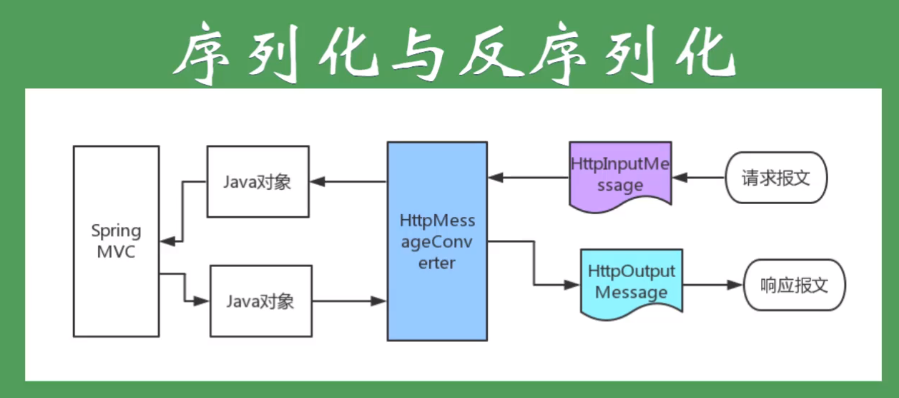 序列化与反序列化
Spring
MVC
Java对象
Java对象
HttpMess
ageConv
erter
HttpInputMe
ssage
请求报文
HttpOutput
Message
响应报文